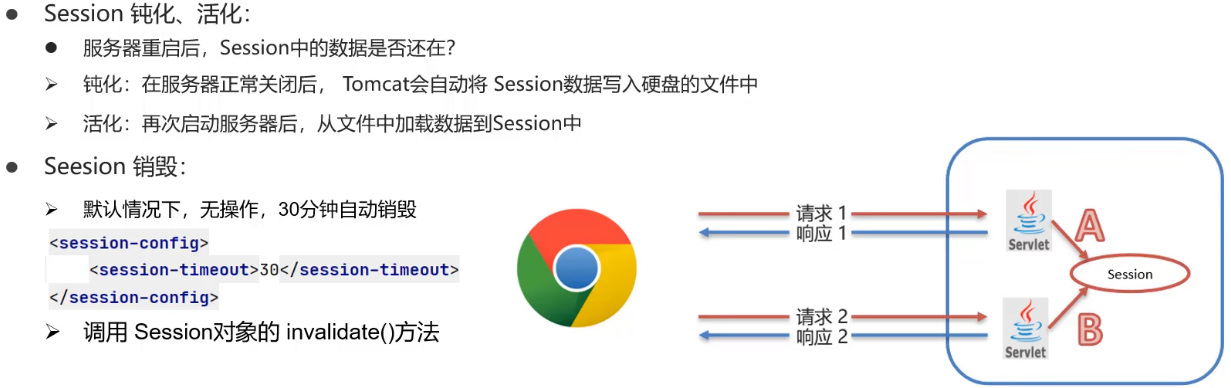 Session 钝化、活化：
服务器重启后，Session中的数据是否还在？
钝化：在服务器正常关闭后， Tomcat会自动将 Session数据写入硬盘的文件中
活化：再次启动服务器后，从文件中加载数据到Session中
Seesion 销毁：
默认情况下，无操作，30分钟自动销毁
<session-config>
<session-timeout>30</session-timeout>
</session-config>
调用 Session对象的 invalidate()方法
请求 1
响应 1
Servlet
A
Session
请求 2
响应 2
Servlet
B